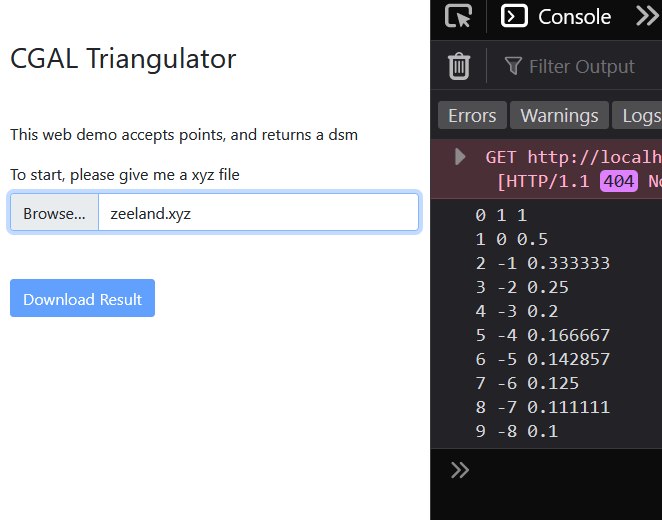 CGAL Triangulator
This web demo accepts points, and returns a dsm
To start, please give me a xyz file
Browse... zeeland.xyz
Download Result
Console
Filter Output
Errors Warnings Logs
GET http://localh
[HTTP/1.1 404 No
0 1 1
1 0 0.5
2 -1 0.333333
3 -2 0.25
4 -3 0.2
5 -4 0.166667
6 -5 0.142857
7 -6 0.125
8 -7 0.111111
9 -8 0.1